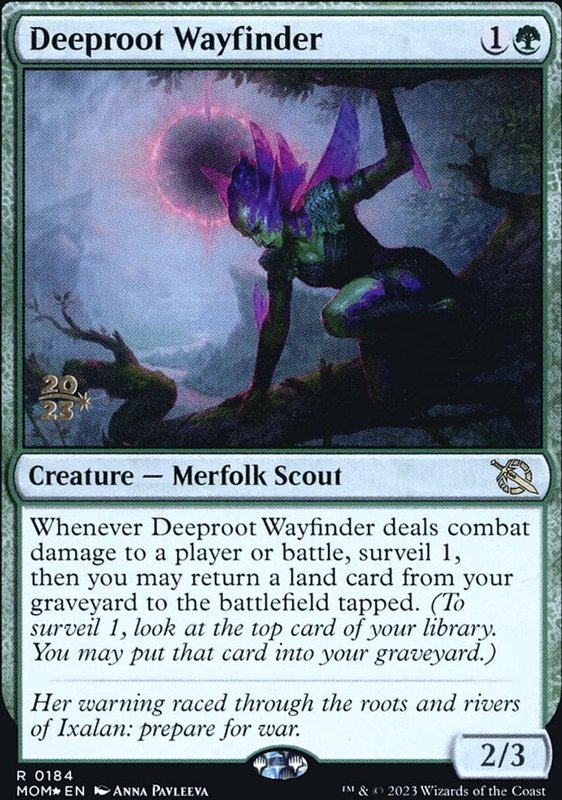 Deeproot Wayfinder 1
20
23
Creature — Merfolk Scout
Whenever Deeproot Wayfinder deals combat
damage to a player or battle, surveil 1,
then you may return a land card from your
graveyard to the battlefield tapped. (To
surveil 1, look at the top card of your library.
You may put that card into your graveyard.)
Her warning raced through the roots and rivers
of Ixalan: prepare for war.
2/3
R 0184
MOM★EN Anna Pavleeva
™ & © 2023 Wizards of the Coast